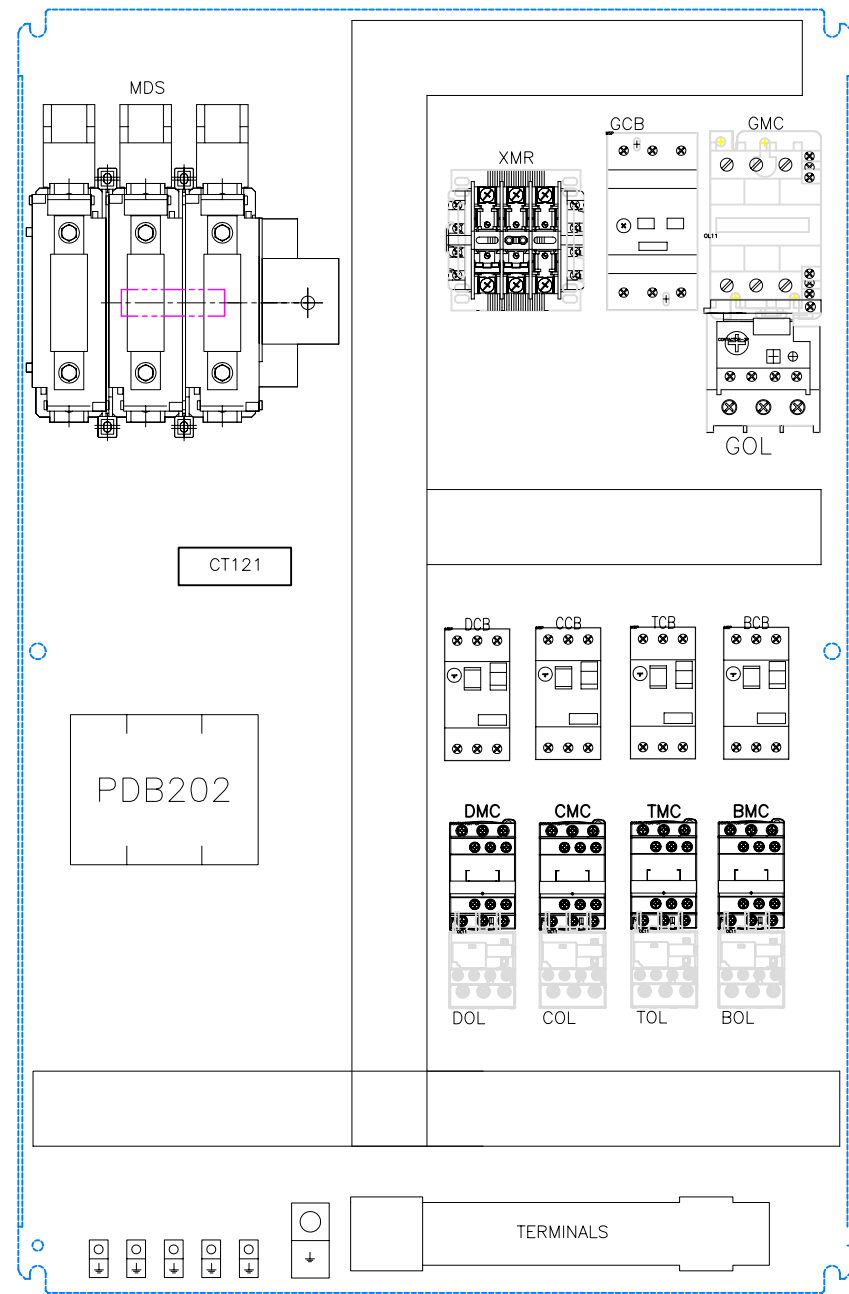 MDS
GCB
GMC
XMR
OL11
GOL
CT121
DCB
CCB
TCB
BCB
PDB202
DMC
CMC
TMC
BMC
DOL
COL
TOL
BOL
TERMINALS